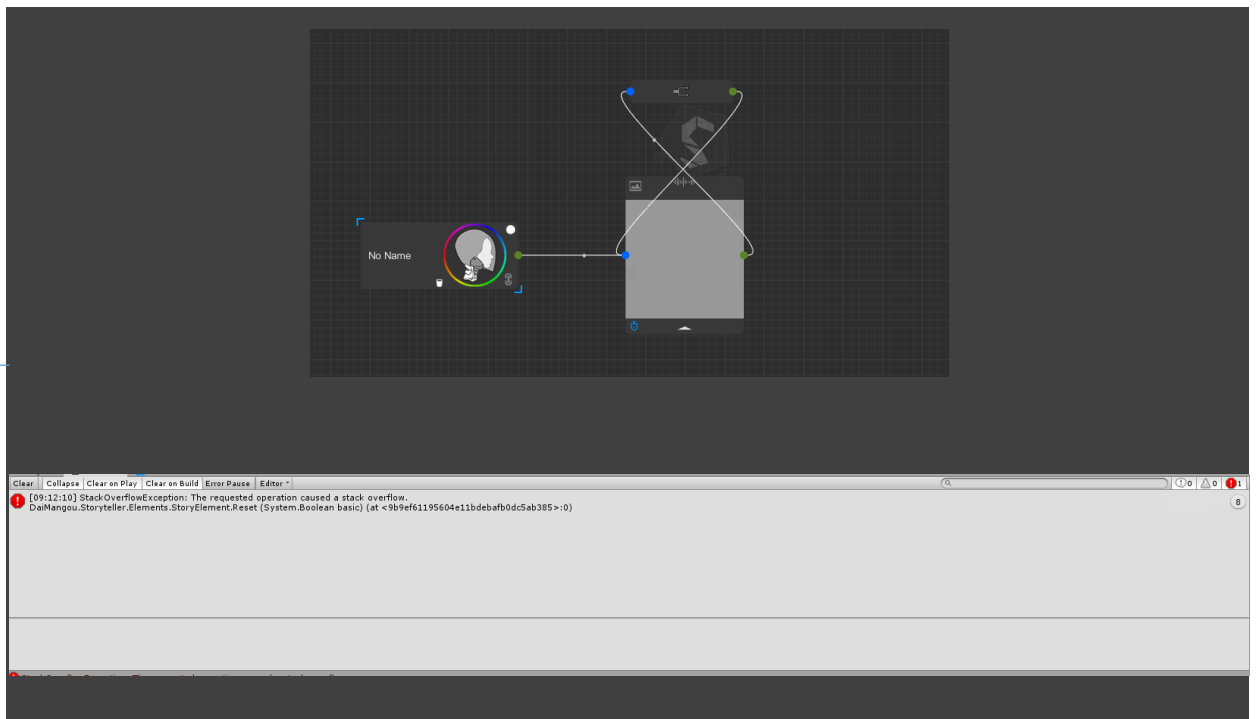 No Name
Clear Collapse Clear on Play Clear on Build Error Pause Editor 0 0 1
[09:12:10] StackOverflowException: The requested operation caused a stack overflow.
DaiMangou.Storyteller.Elements.StoryElement.Reset (System.Boolean basic) (at <9b9ef61195604e11bdebafb0dc5ab385>:0)
8